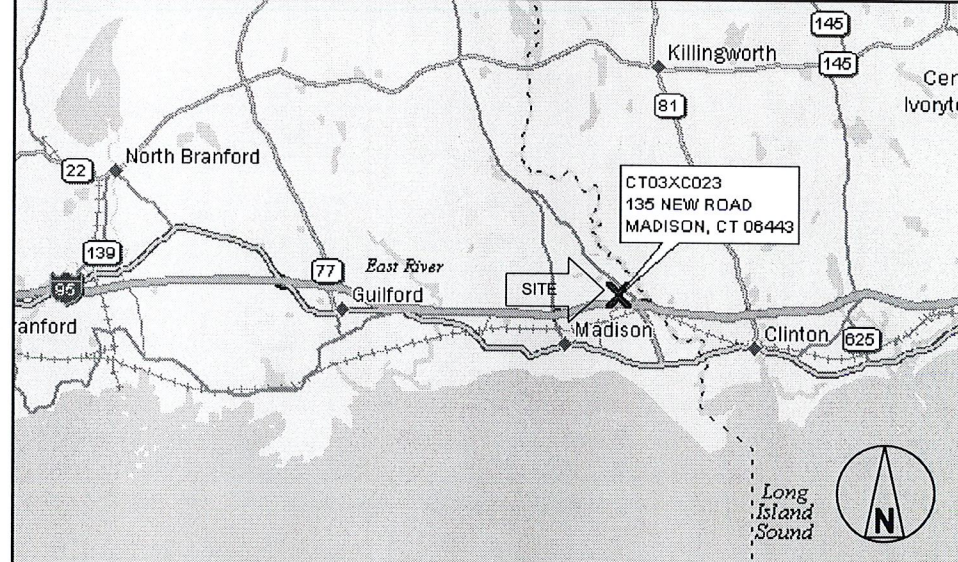 145
Killingworth
145
81
Cer
Ivoryto
North Branford
22
CT03XC023
135 NEW ROAD
MADISON, CT 06443
139
77
East River
95
SITE
Guilford
ranford
Madison
Clinton
625
Long
Island
Sound
N